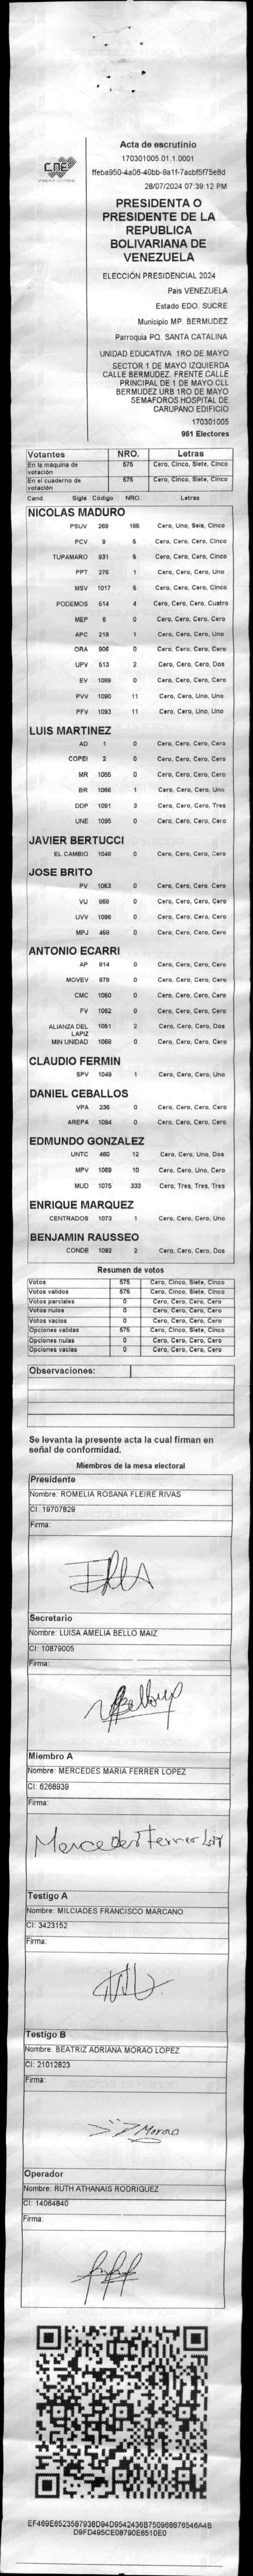 CNE
Acta de escrutinio
170301005.01.1.0001
ffeba950-4a06-40bb-9a1f-7acbf5f75e8d
28/07/2024 07:39:12 PM
PRESIDENTA O
PRESIDENTE DE LA
REPUBLICA
BOLIVARIANA DE
VENEZUELA
ELECCIÓN PRESIDENCIAL 2024
Pais VENEZUELA
Estado EDO. SUCRE
Municipio MP. BERMUDEZ
Parroquia PQ. SANTA CATALINA
UNIDAD EDUCATIVA 1RO DE MAYO
SECTOR 1 DE MAYO IZQUIERDA
CALLE BERMUDEZ. FRENTE CALLE
PRINCIPAL DE 1 DE MAYO CLL
BERMUDEZ URB 1RO DE MAYO
SEMAFOROS HOSPITAL DE
CARUPANO EDIFICIO
170301005
961 Electores
Votantes NRO. Letras
En la máquina de votación 575 Cero, Cinco, Siete, Cinco
En el cuaderno de votación 575 Cero, Cinco, Siete, Cinco
Cand Sigla Código NRO. Letras
NICOLAS MADURO
PSUV 269 165 Cero, Uno, Seis, Cinco
PCV 9 5 Cero, Cero, Cero, Cinco
TUPAMARO 931 5 Cero, Cero, Cero, Cinco
PPT 276 1 Cero, Cero, Cero, Uno
MSV 1017 5 Cero, Cero, Cero, Cinco
PODEMOS 514 4 Cero, Cero, Cero, Cuatro
MEP 6 0 Cero, Cero, Cero, Cero
APC 219 1 Cero, Cero, Cero, Uno
ORA 906 0 Cero, Cero, Cero, Cero
UPV 513 2 Cero, Cero, Cero, Dos
EV 1089 0 Cero, Cero, Cero, Cero
PVV 1090 11 Cero, Cero, Uno, Uno
PFV 1093 11 Cero, Cero, Uno, Uno
LUIS MARTINEZ
AD 1 0 Cero, Cero, Cero, Cero
COPEI 2 0 Cero, Cero, Cero, Cero
MR 1065 0 Cero, Cero, Cero, Cero
BR 1066 1 Cero, Cero, Cero, Uno
DDP 1091 3 Cero, Cero, Cero, Tres
UNE 1095 0 Cero, Cero, Cero, Cero
JAVIER BERTUCCI
EL CAMBIO 1048 0 Cero, Cero, Cero, Cero
JOSE BRITO
PV 1053 0 Cero, Cero, Cero, Cero
VU 969 0 Cero, Cero, Cero, Cero
UVV 1096 0 Cero, Cero, Cero, Cero
MPJ 459 0 Cero, Cero, Cero, Cero
ANTONIO ECARRI
AP 914 0 Cero, Cero, Cero, Cero
MOVEV 878 0 Cero, Cero, Cero, Cero
CMC 1050 0 Cero, Cero, Cero, Cero
FV 1062 0 Cero, Cero, Cero, Cero
ALIANZA DEL LAPIZ 1051 2 Cero, Cero, Cero, Dos
MIN UNIDAD 1068 0 Cero, Cero, Cero, Cero
CLAUDIO FERMIN
SPV 1049 1 Cero, Cero, Cero, Uno
DANIEL CEBALLOS
VPA 236 0 Cero, Cero, Cero, Cero
AREPA 1094 0 Cero, Cero, Cero, Cero
EDMUNDO GONZALEZ
UNTC 460 12 Cero, Cero, Uno, Dos
MPV 1069 10 Cero, Cero, Uno, Cero
MUD 1075 333 Cero, Tres, Tres, Tres
ENRIQUE MARQUEZ
CENTRADOS 1073 1 Cero, Cero, Cero, Uno
BENJAMIN RAUSSEO
CONDE 1092 2 Cero, Cero, Cero, Dos
Resumen de votos
Votos 575 Cero, Cinco, Siete, Cinco
Votos validos 575 Cero, Cinco, Siete, Cinco
Votos parciales 0 Cero, Cero, Cero, Cero
Votos nulos 0 Cero, Cero, Cero, Cero
Votos vacios 0 Cero, Cero, Cero, Cero
Opciones validas 575 Cero, Cinco, Siete, Cinco
Opciones nulas 0 Cero, Cero, Cero, Cero
Opciones vacias 0 Cero, Cero, Cero, Cero
Observaciones:
Se levanta la presente acta la cual firman en
señal de conformidad.
Miembros de la mesa electoral
Presidente
Nombre: ROMELIA ROSANA FLEIRE RIVAS
CI: 19707829
Firma:
Secretario
Nombre: LUISA AMELIA BELLO MAIZ
CI: 10879005
Firma:
Miembro A
Nombre: MERCEDES MARIA FERRER LOPEZ
CI: 6268939
Firma:
Mercedes Ferrer
Testigo A
Nombre: MILCIADES FRANCISCO MARCANO
CI: 3423152
Firma:
Testigo B
Nombre: BEATRIZ ADRIANA MORAO LOPEZ
CI: 21012823
Firma:
Morao
Operador
Nombre: RUTH ATHANAIS RODRIGUEZ
CI: 14064840
Firma:
EF469E6523587938D94D9542436B750968876546A4B
D9FD495CE08790E6510E0